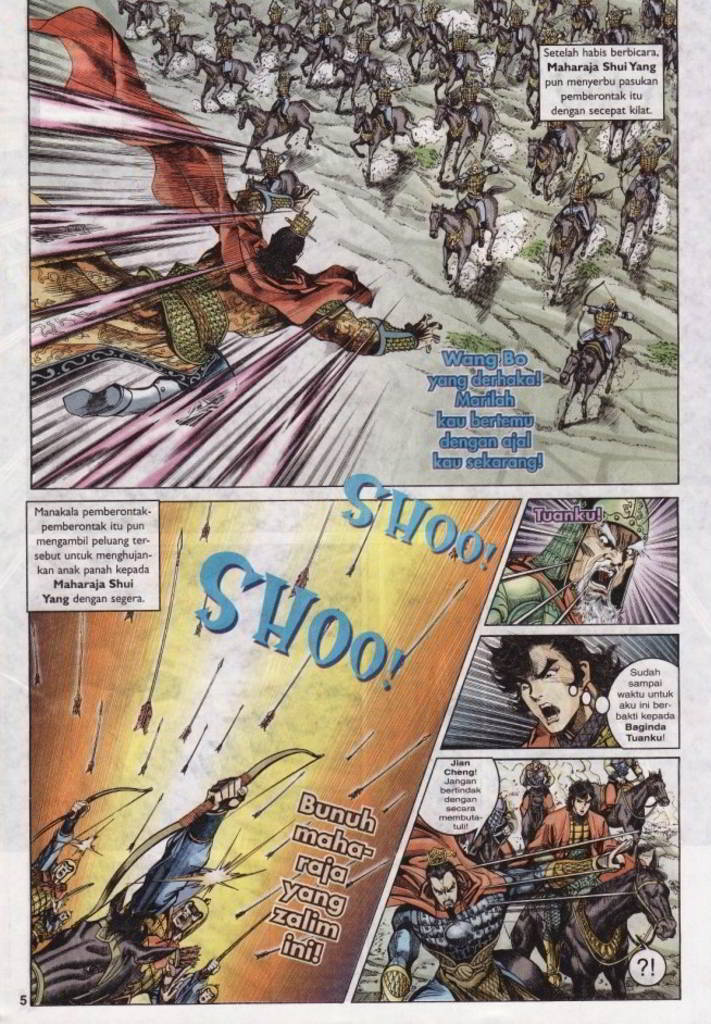 Setelah habis berbicara,
Maharaja Shui Yang
pun menyerbu pasukan
pemberontak itu
dengan secepat kilat.
Wang Bo
yang derhaka!
Marilah
kau bertemu
dengan ajal
kau sekarang!
Manakala pemberontak-
pemberontak itu pun
mengambil peluang ter-
sebut untuk menghujan-
kan anak panah kepada
Maharaja Shui
Yang dengan segera.
SHOO!
SHOO!
Bunuh
maha-
raja
yang
zalim
ini!
Tuanku!
Sudah
sampai
waktu untuk
aku ini ber-
bakti kepada
Baginda
Tuanku!
Jian
Cheng!
Jangan
bertindak
dengan
secara
membuta-
tuli!
?!
5